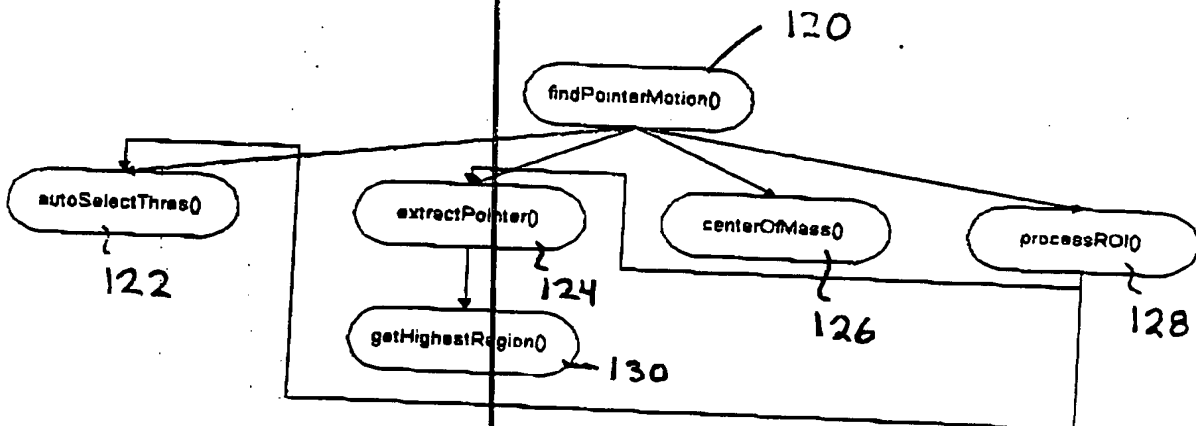 120
findPointerMotion()
autoSelectThres()
extractPointer()
centerOfMass()
processROI()
122
124
126
128
getHighestRegion()
130